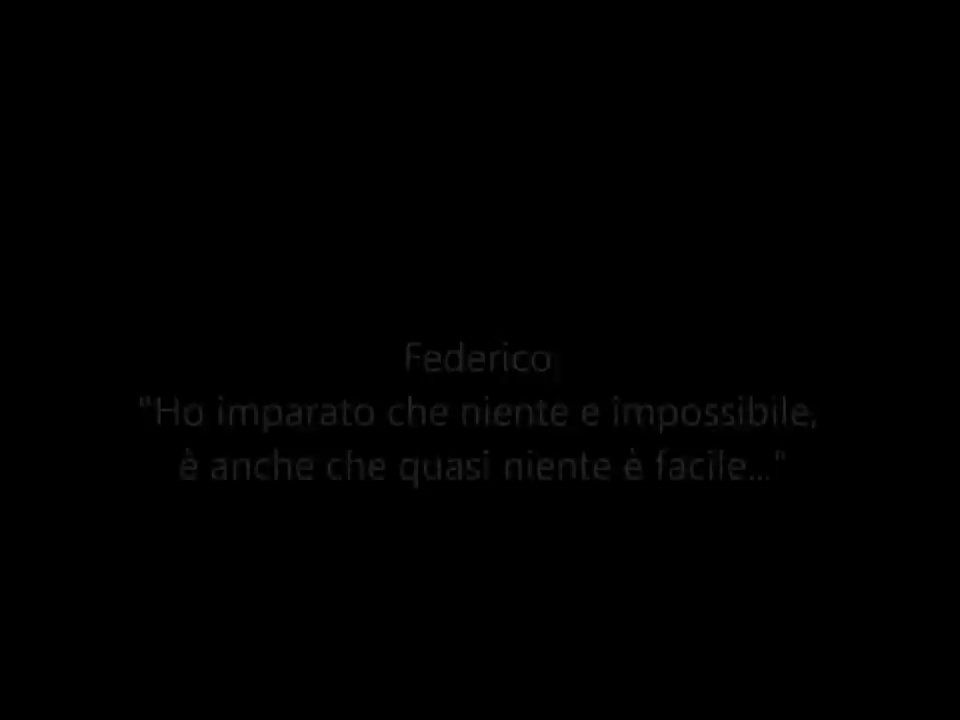 Federico
"Ho imparato che niente e impossibile,
è anche che quasi niente è facile..."